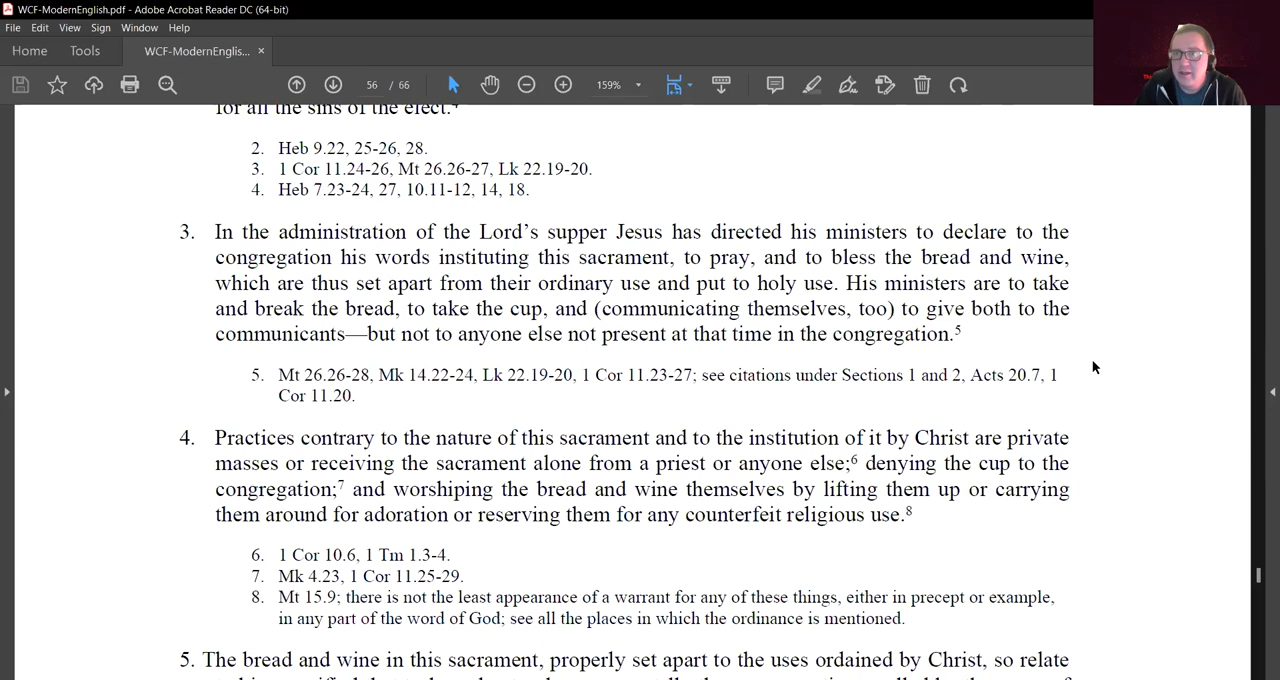 WCF-ModernEnglish.pdf - Adobe Acrobat Reader DC (64-bit)
File Edit View Sign Window Help
Home Tools WCF-ModernEnglis... ×
56 / 66 159%
for all the sins of the elect.4
2. Heb 9.22, 25-26, 28.
3. 1 Cor 11.24-26, Mt 26.26-27, Lk 22.19-20.
4. Heb 7.23-24, 27, 10.11-12, 14, 18.
3. In the administration of the Lord’s supper Jesus has directed his ministers to declare to the
congregation his words instituting this sacrament, to pray, and to bless the bread and wine,
which are thus set apart from their ordinary use and put to holy use. His ministers are to take
and break the bread, to take the cup, and (communicating themselves, too) to give both to the
communicants—but not to anyone else not present at that time in the congregation.5
5. Mt 26.26-28, Mk 14.22-24, Lk 22.19-20, 1 Cor 11.23-27; see citations under Sections 1 and 2, Acts 20.7, 1
Cor 11.20.
4. Practices contrary to the nature of this sacrament and to the institution of it by Christ are private
masses or receiving the sacrament alone from a priest or anyone else;6 denying the cup to the
congregation;7 and worshiping the bread and wine themselves by lifting them up or carrying
them around for adoration or reserving them for any counterfeit religious use.8
6. 1 Cor 10.6, 1 Tm 1.3-4.
7. Mk 4.23, 1 Cor 11.25-29.
8. Mt 15.9; there is not the least appearance of a warrant for any of these things, either in precept or example,
in any part of the word of God; see all the places in which the ordinance is mentioned.
5. The bread and wine in this sacrament, properly set apart to the uses ordained by Christ, so relate